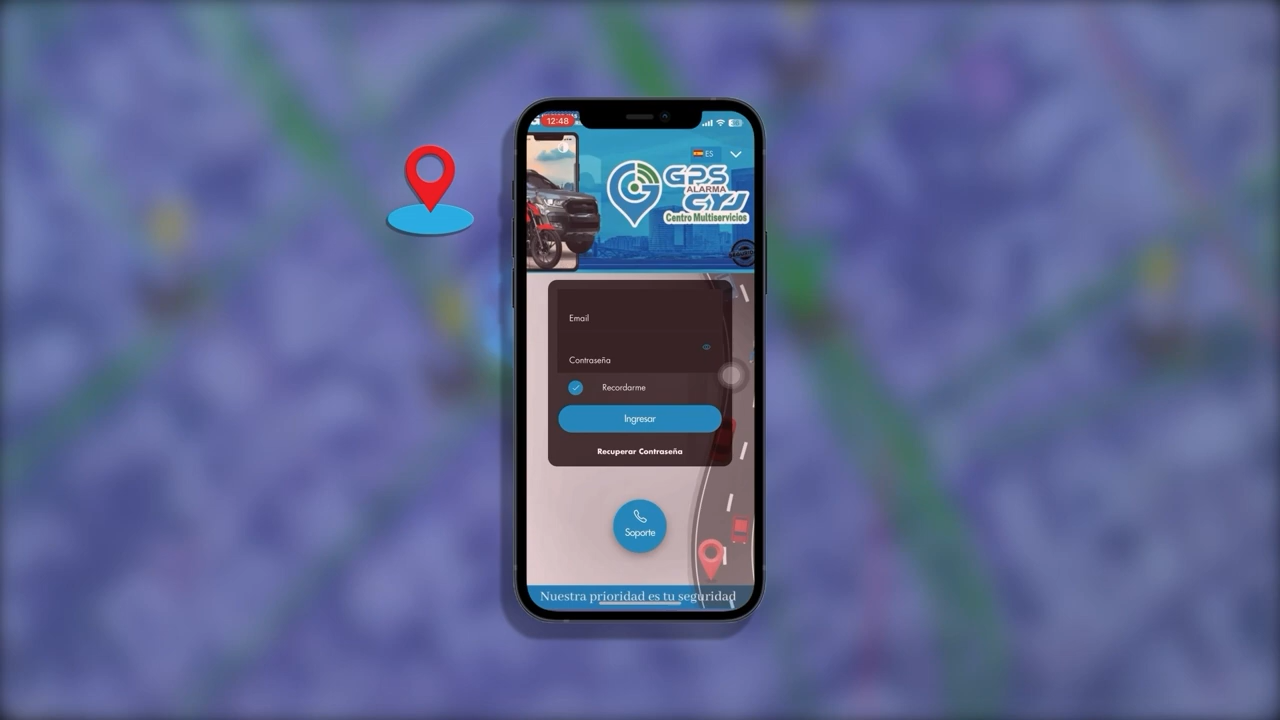 12:48
ES
GPS
ALARMA
CYJ
Centro Multiservicios
Email
Contraseña
Recordarme
Ingresar
Recuperar Contraseña
Soporte
Nuestra prioridad es tu seguridad